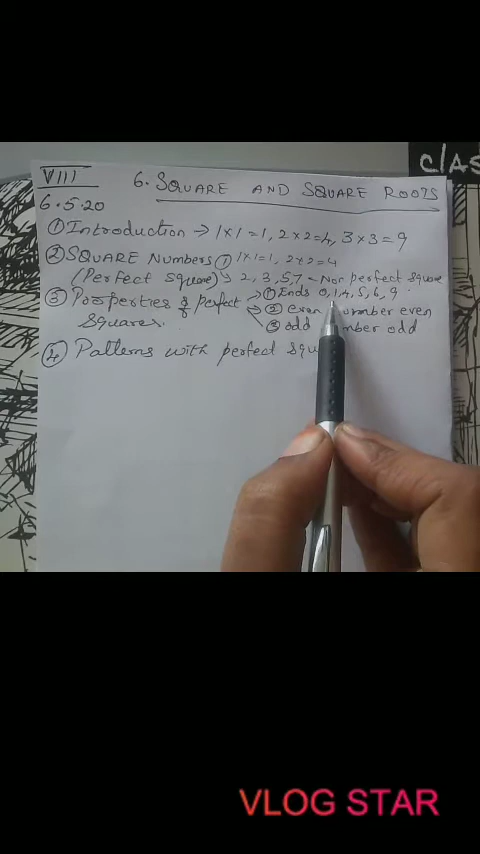 CLAS
VIII
6. SQUARE AND SQUARE ROOTS
6.5.20
① Introduction → 1×1=1, 2×2=4, 3×3=9
② SQUARE Numbers ① 1×1=1, 2×2=4
(Perfect Square) 2, 3, 5, 7 - Non perfect square
③ Poorperties of perfect → ① Ends 0,1,4,5,6,9.
→ ② even number even
Squares. ③ odd number odd
④ Patterns with perfect squ
VLOG STAR